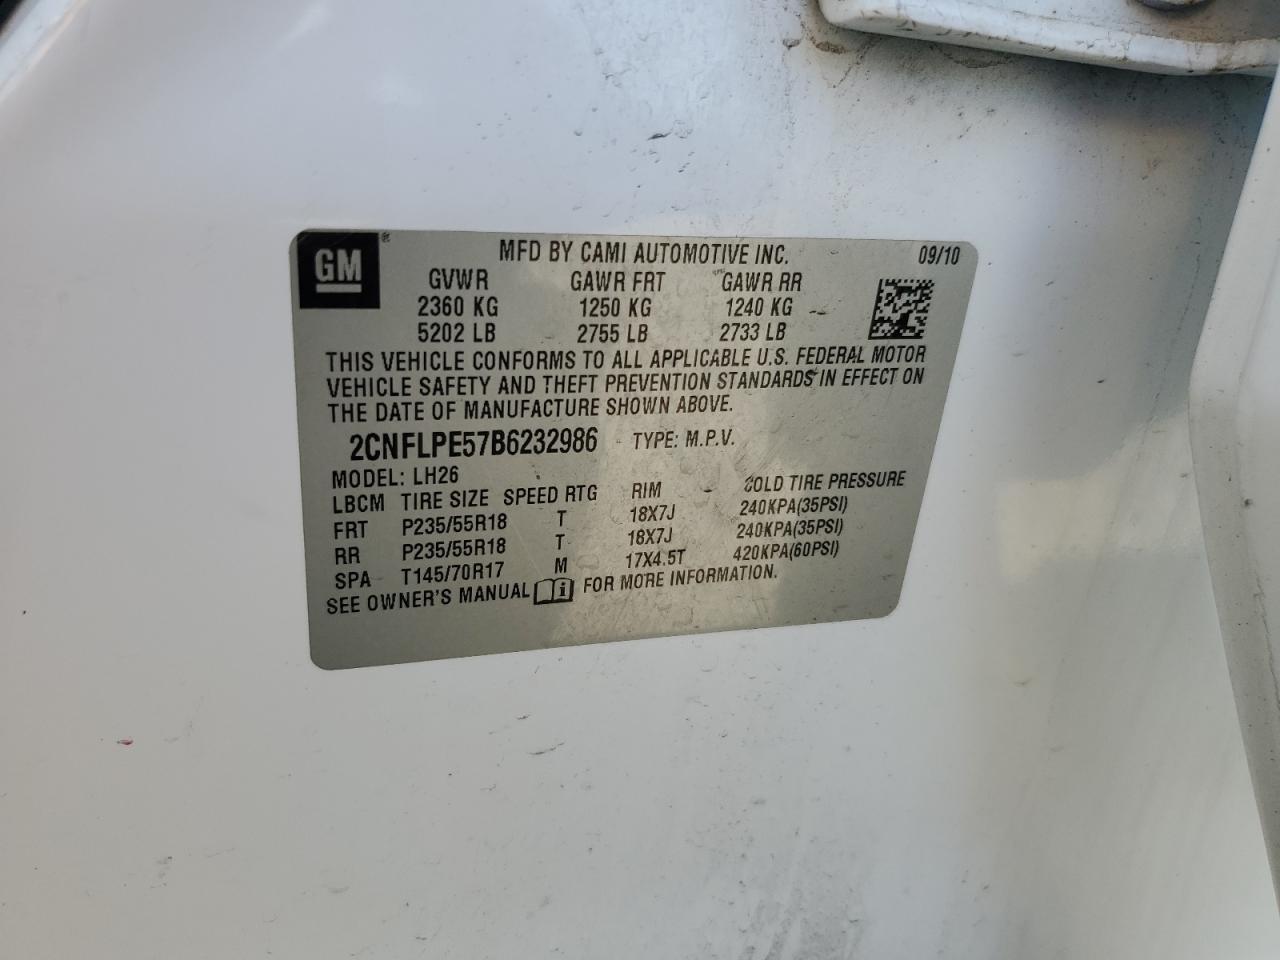 GM®
MFD BY CAMI AUTOMOTIVE INC. 09/10
GVWR GAWR FRT GAWR RR
2360 KG 1250 KG 1240 KG
5202 LB 2755 LB 2733 LB
THIS VEHICLE CONFORMS TO ALL APPLICABLE U.S. FEDERAL MOTOR
VEHICLE SAFETY AND THEFT PREVENTION STANDARDS IN EFFECT ON
THE DATE OF MANUFACTURE SHOWN ABOVE.
2CNFLPE57B6232986 TYPE: M.P.V.
MODEL: LH26
LBCM TIRE SIZE SPEED RTG RIM COLD TIRE PRESSURE
FRT P235/55R18 T 18X7J 240KPA(35PSI)
RR P235/55R18 T 18X7J 240KPA(35PSI)
SPA T145/70R17 M 17X4.5T 420KPA(60PSI)
SEE OWNER'S MANUAL i FOR MORE INFORMATION.